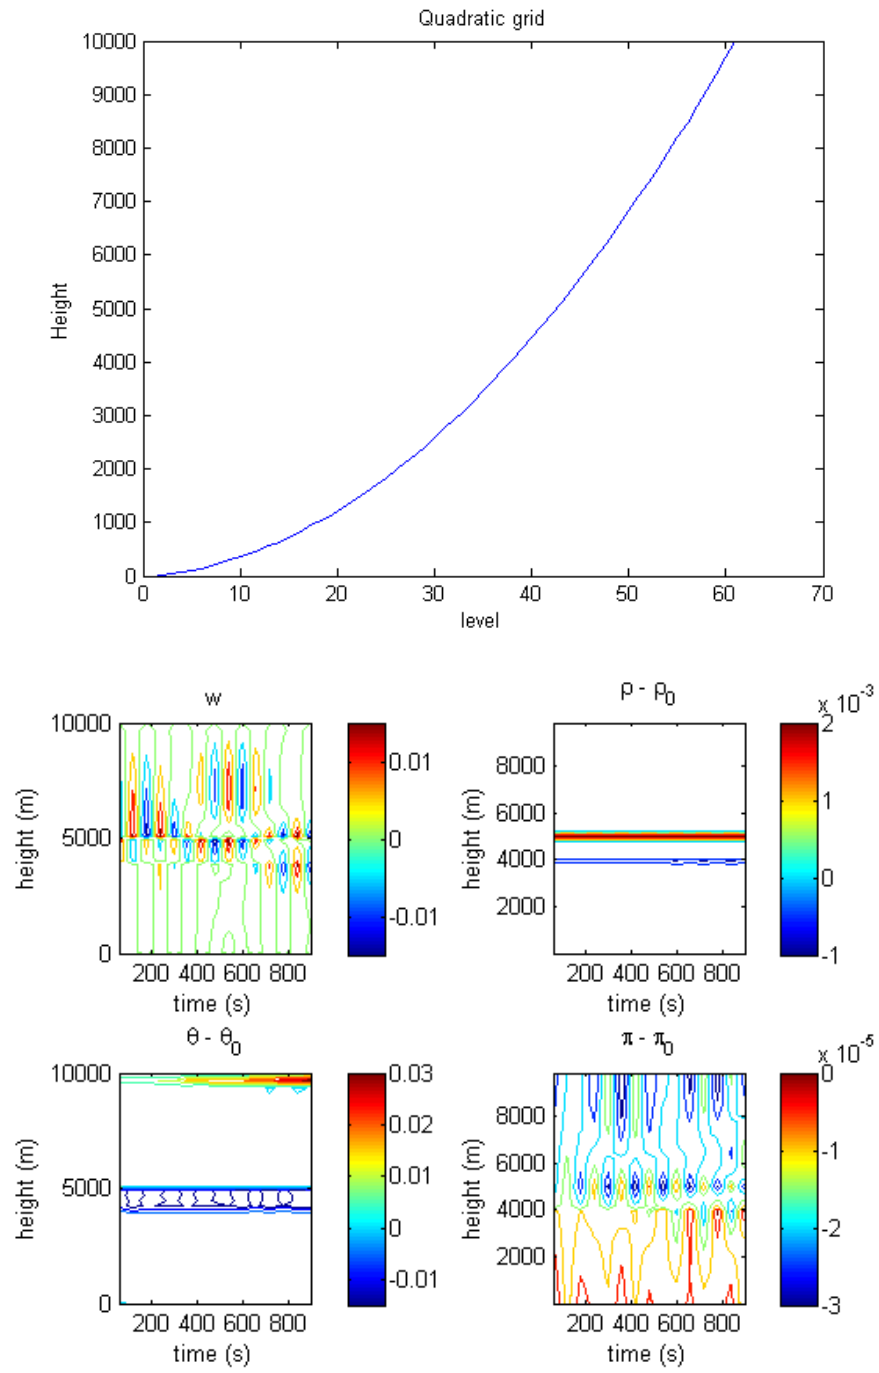 Quadratic grid
10000
9000
8000
7000
6000
5000
4000
3000
2000
1000
0
Height
0 10 20 30 40 50 60 70
level
w
10000
5000
0
height (m)
200 400 600 800
time (s)
0.01
0
-0.01
ρ - ρ0
x 10-3
8000
6000
4000
2000
height (m)
200 400 600 800
time (s)
2
1
0
-1
θ - θ0
10000
5000
0
height (m)
200 400 600 800
time (s)
0.03
0.02
0.01
0
-0.01
π - π0
x 10-5
8000
6000
4000
2000
height (m)
200 400 600 800
time (s)
0
-1
-2
-3